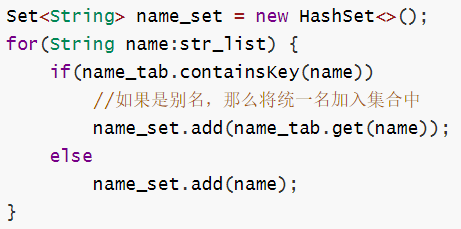 Set<String> name_set = new HashSet<>();
for(String name:str_list) {
    if(name_tab.containsKey(name))
        //如果是别名，那么将统一名加入集合中
        name_set.add(name_tab.get(name));
    else
        name_set.add(name);
}